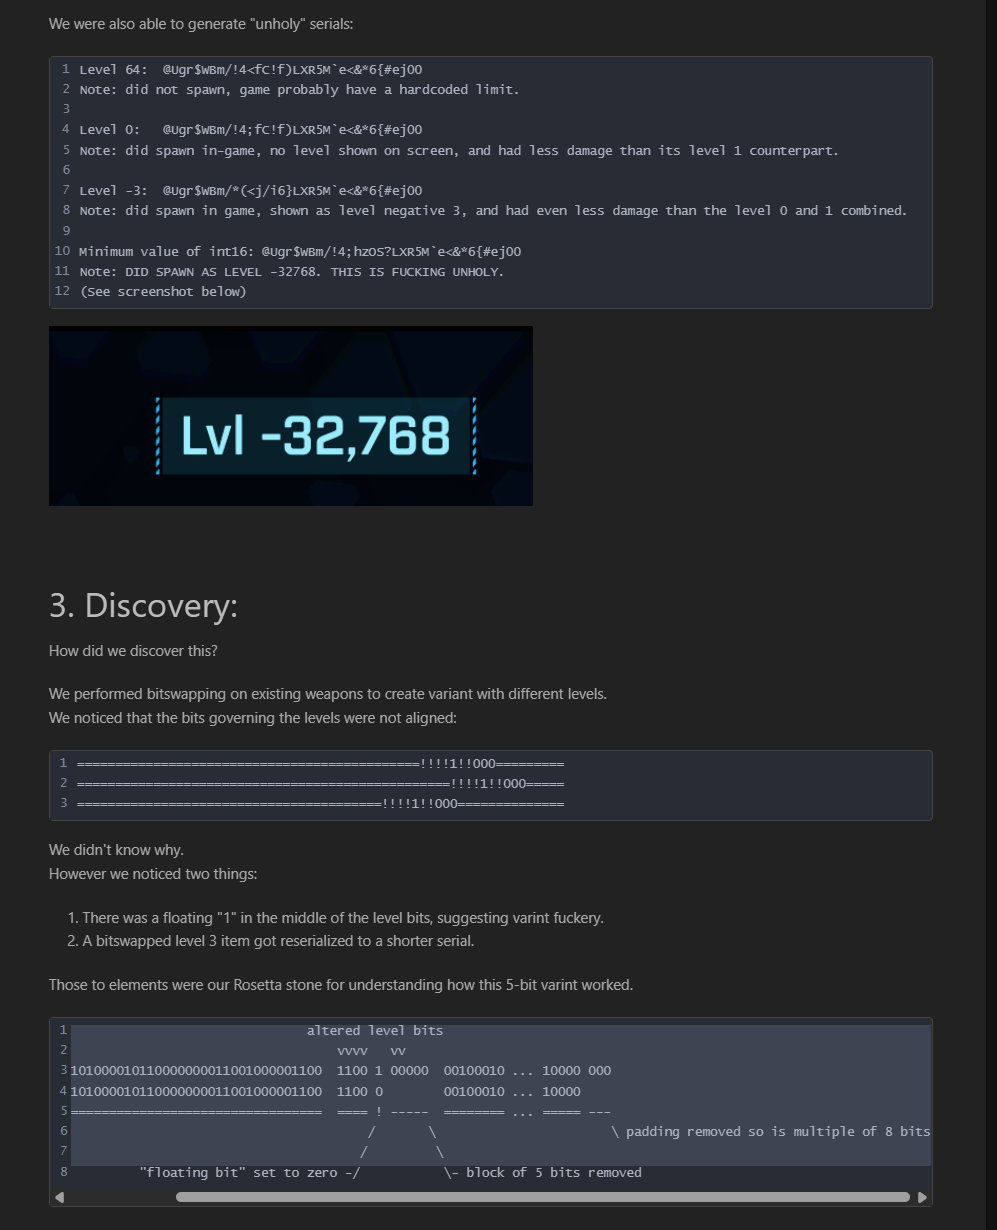 We were also able to generate "unholy" serials:
1 Level 64:  @Ugr$WBm/!4<fC!f)LXR5M`e<&*6{#ejOO
2 Note: did not spawn, game probably have a hardcoded limit.
3
4 Level 0:   @Ugr$WBm/!4;fC!f)LXR5M`e<&*6{#ejOO
5 Note: did spawn in-game, no level shown on screen, and had less damage than its level 1 counterpart.
6
7 Level -3:  @Ugr$WBm/*(<j/i6}LXR5M`e<&*6{#ejOO
8 Note: did spawn in game, shown as level negative 3, and had even less damage than the level 0 and 1 combined.
9
10 Minimum value of int16: @Ugr$WBm/!4;hzOS?LXR5M`e<&*6{#ejOO
11 Note: DID SPAWN AS LEVEL -32768. THIS IS FUCKING UNHOLY.
12 (See screenshot below)
Lvl -32,768
3. Discovery:
How did we discover this?
We performed bitswapping on existing weapons to create variant with different levels.
We noticed that the bits governing the levels were not aligned:
1 =============================================!!!!1!!000=========
2 =================================================!!!!1!!000=====
3 ========================================!!!!1!!000==============
We didn't know why.
However we noticed two things:
1. There was a floating "1" in the middle of the level bits, suggesting varint fuckery.
2. A bitswapped level 3 item got reserialized to a shorter serial.
Those to elements were our Rosetta stone for understanding how this 5-bit varint worked.
1                                altered level bits
2                                    vvvv   vv
3 101000010110000000011001000001100  1100 1 00000  00100010 ... 10000 000
4 101000010110000000011001000001100  1100 0        00100010 ... 10000
5 =================================  ==== ! -----  ======== ... ===== ---
6                                        /       \                       \ padding removed so is multiple of 8 bits
7                                       /         \
8          "floating bit" set to zero -/           \- block of 5 bits removed